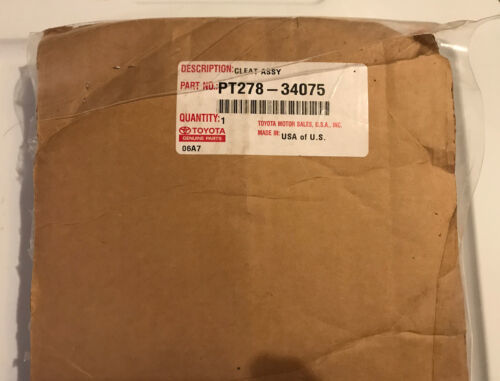 DESCRIPTION: CLEAT ASSY
PART NO.: PT278-34075
QUANTITY: 1
TOYOTA MOTOR SALES, U.S.A., INC.
TOYOTA
GENUINE PARTS
MADE IN: USA of U.S.
06A7